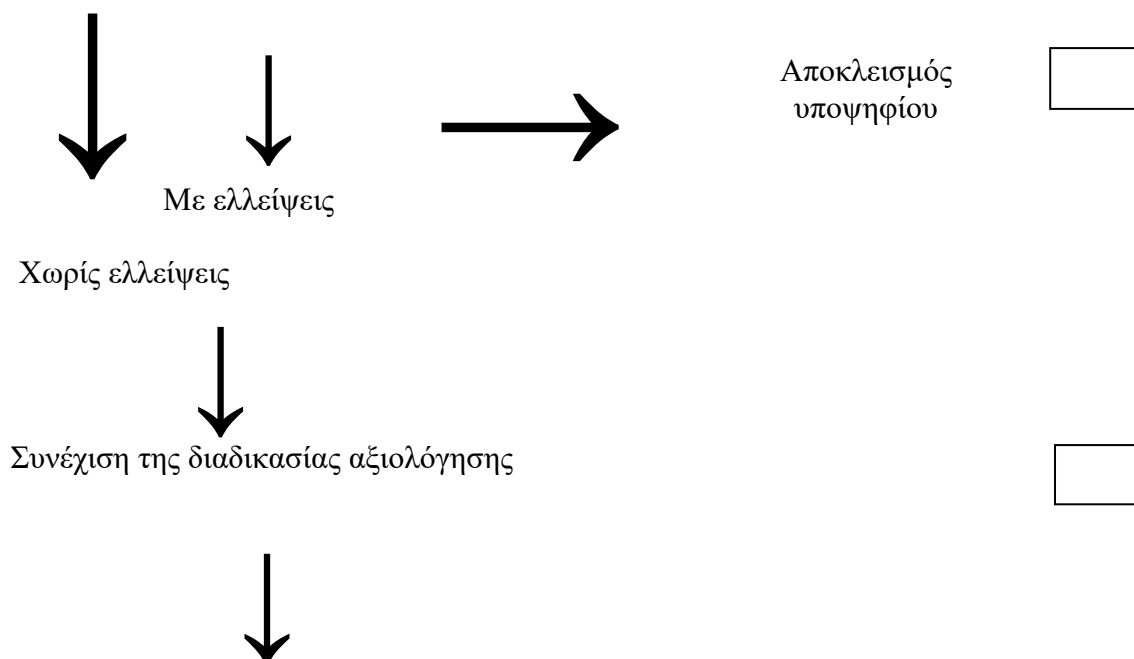 Αποκλεισμός
υποψηφίου
Με ελλείψεις
Χωρίς ελλείψεις
Συνέχιση της διαδικασίας αξιολόγησης